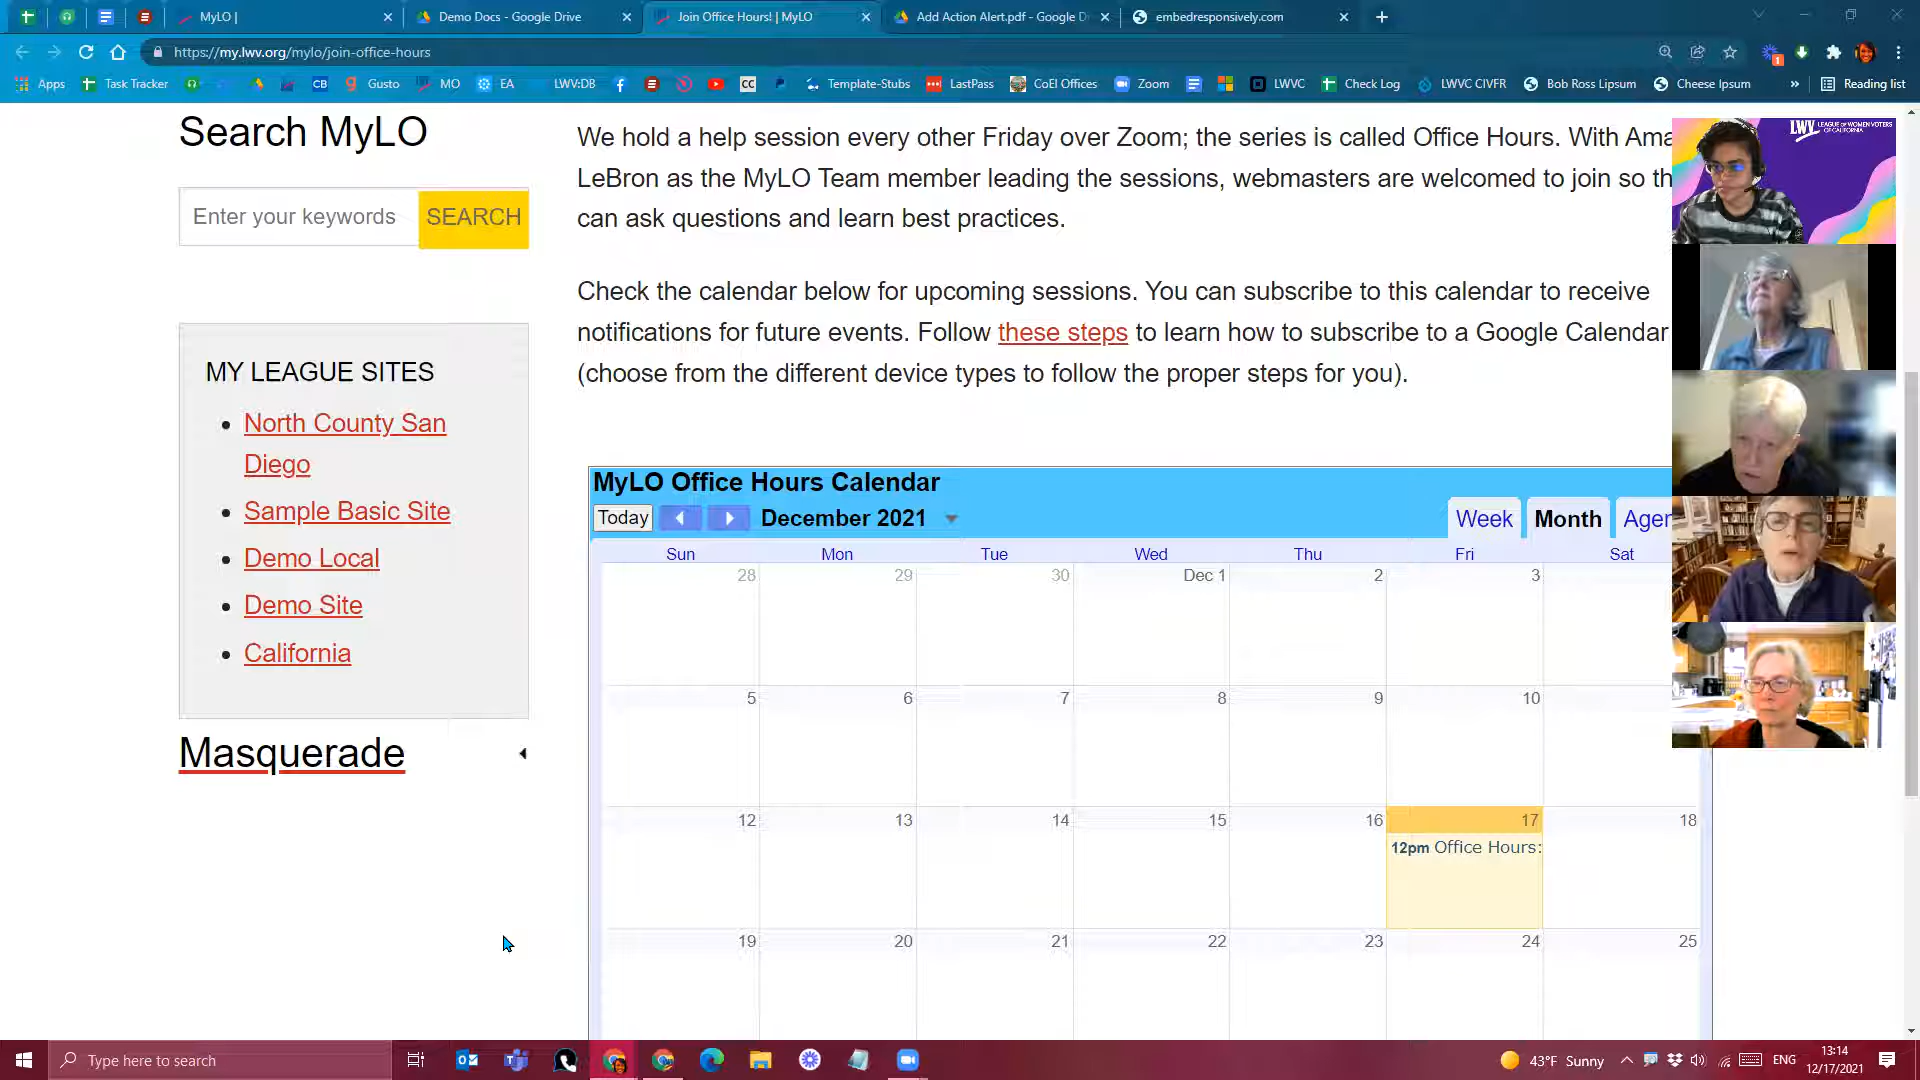 MyLO |
Demo Docs - Google Drive
Join Office Hours! | MyLO
Add Action Alert.pdf - Google D
embedresponsively.com
https://my.lwv.org/mylo/join-office-hours
Apps
Task Tracker
CB
Gusto
MO
EA
LWV:DB
CC
Template-Stubs
LastPass
CoEl Offices
Zoom
LWVC
Check Log
LWVC CIVFR
Bob Ross Lipsum
Cheese Ipsum
»
Reading list
Search MyLO
Enter your keywords
SEARCH
MY LEAGUE SITES
North County San
Diego
Sample Basic Site
Demo Local
Demo Site
California
Masquerade
We hold a help session every other Friday over Zoom; the series is called Office Hours. With Ama
LeBron as the MyLO Team member leading the sessions, webmasters are welcomed to join so th
can ask questions and learn best practices.
Check the calendar below for upcoming sessions. You can subscribe to this calendar to receive
notifications for future events. Follow these steps to learn how to subscribe to a Google Calendar
(choose from the different device types to follow the proper steps for you).
MyLO Office Hours Calendar
Today
December 2021
Week
Month
Agen
Sun Mon Tue Wed Thu Fri Sat
28 29 30 Dec 1 2 3
5 6 7 8 9 10
12 13 14 15 16 17 18
12pm Office Hours:
19 20 21 22 23 24 25
LWV
LEAGUE OF WOMEN VOTERS
OF CALIFORNIA
Type here to search
43°F Sunny
ENG
13:14
12/17/2021